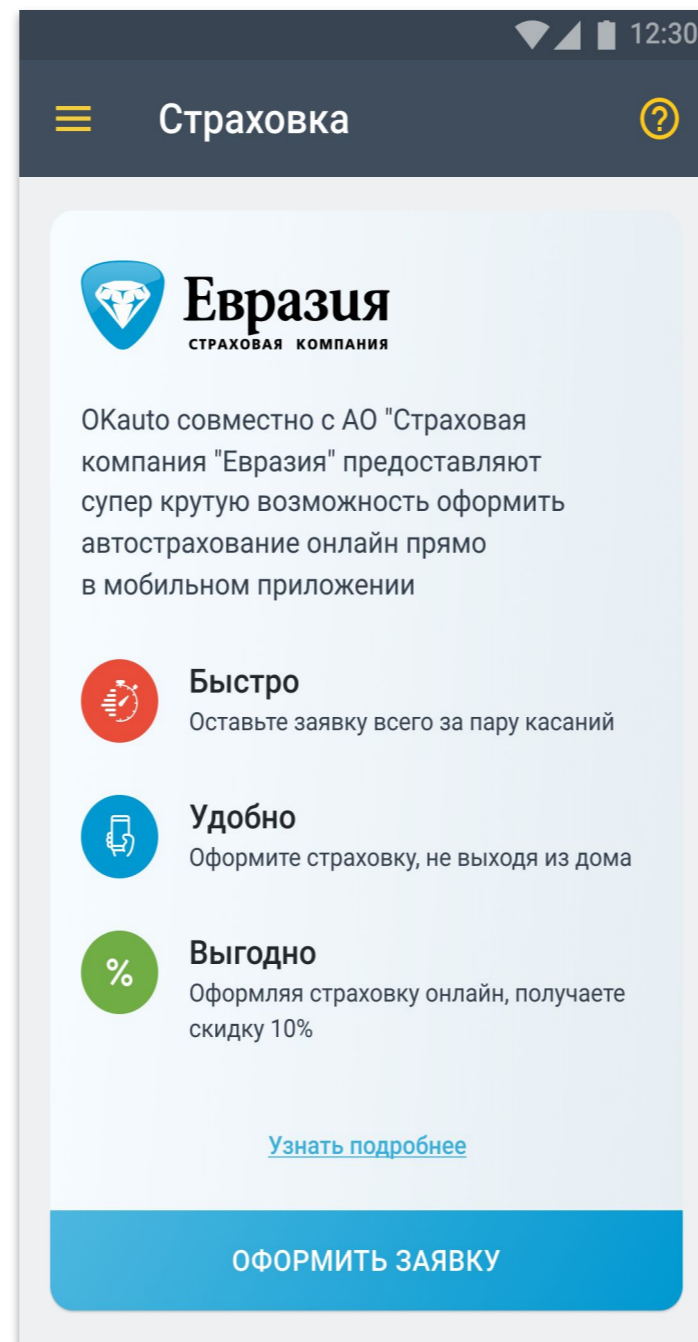 12:30
Страховка
Евразия
СТРАХОВАЯ КОМПАНИЯ
OKauto совместно с АО "Страховая
компания "Евразия" предоставляют
супер крутую возможность оформить
автострахование онлайн прямо
в мобильном приложении
Быстро
Оставьте заявку всего за пару касаний
Удобно
Оформите страховку, не выходя из дома
%
Выгодно
Оформляя страховку онлайн, получаете
скидку 10%
Узнать подробнее
ОФОРМИТЬ ЗАЯВКУ